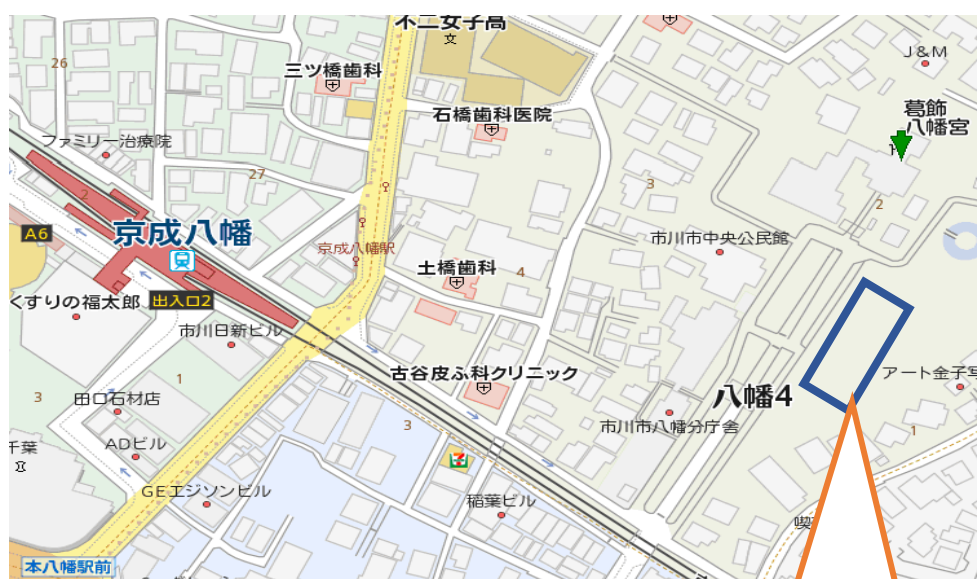 不二女子高
文
26
三ツ橋歯科
J&M
石橋歯科医院
葛飾
八幡宮
ファミリー治療院
27
3
2
2
A6
京成八幡
京成八幡駅
市川市中央公民館
土橋歯科
4
くすりの福太郎
出入口2
市川日新ビル
古谷皮ふ科クリニック
アート金子写
八幡4
1
3
田口石材店
3
市川市八幡分庁舎
1
ADビル
千葉
7
GEエジソンビル
稲葉ビル
喫
本八幡駅前